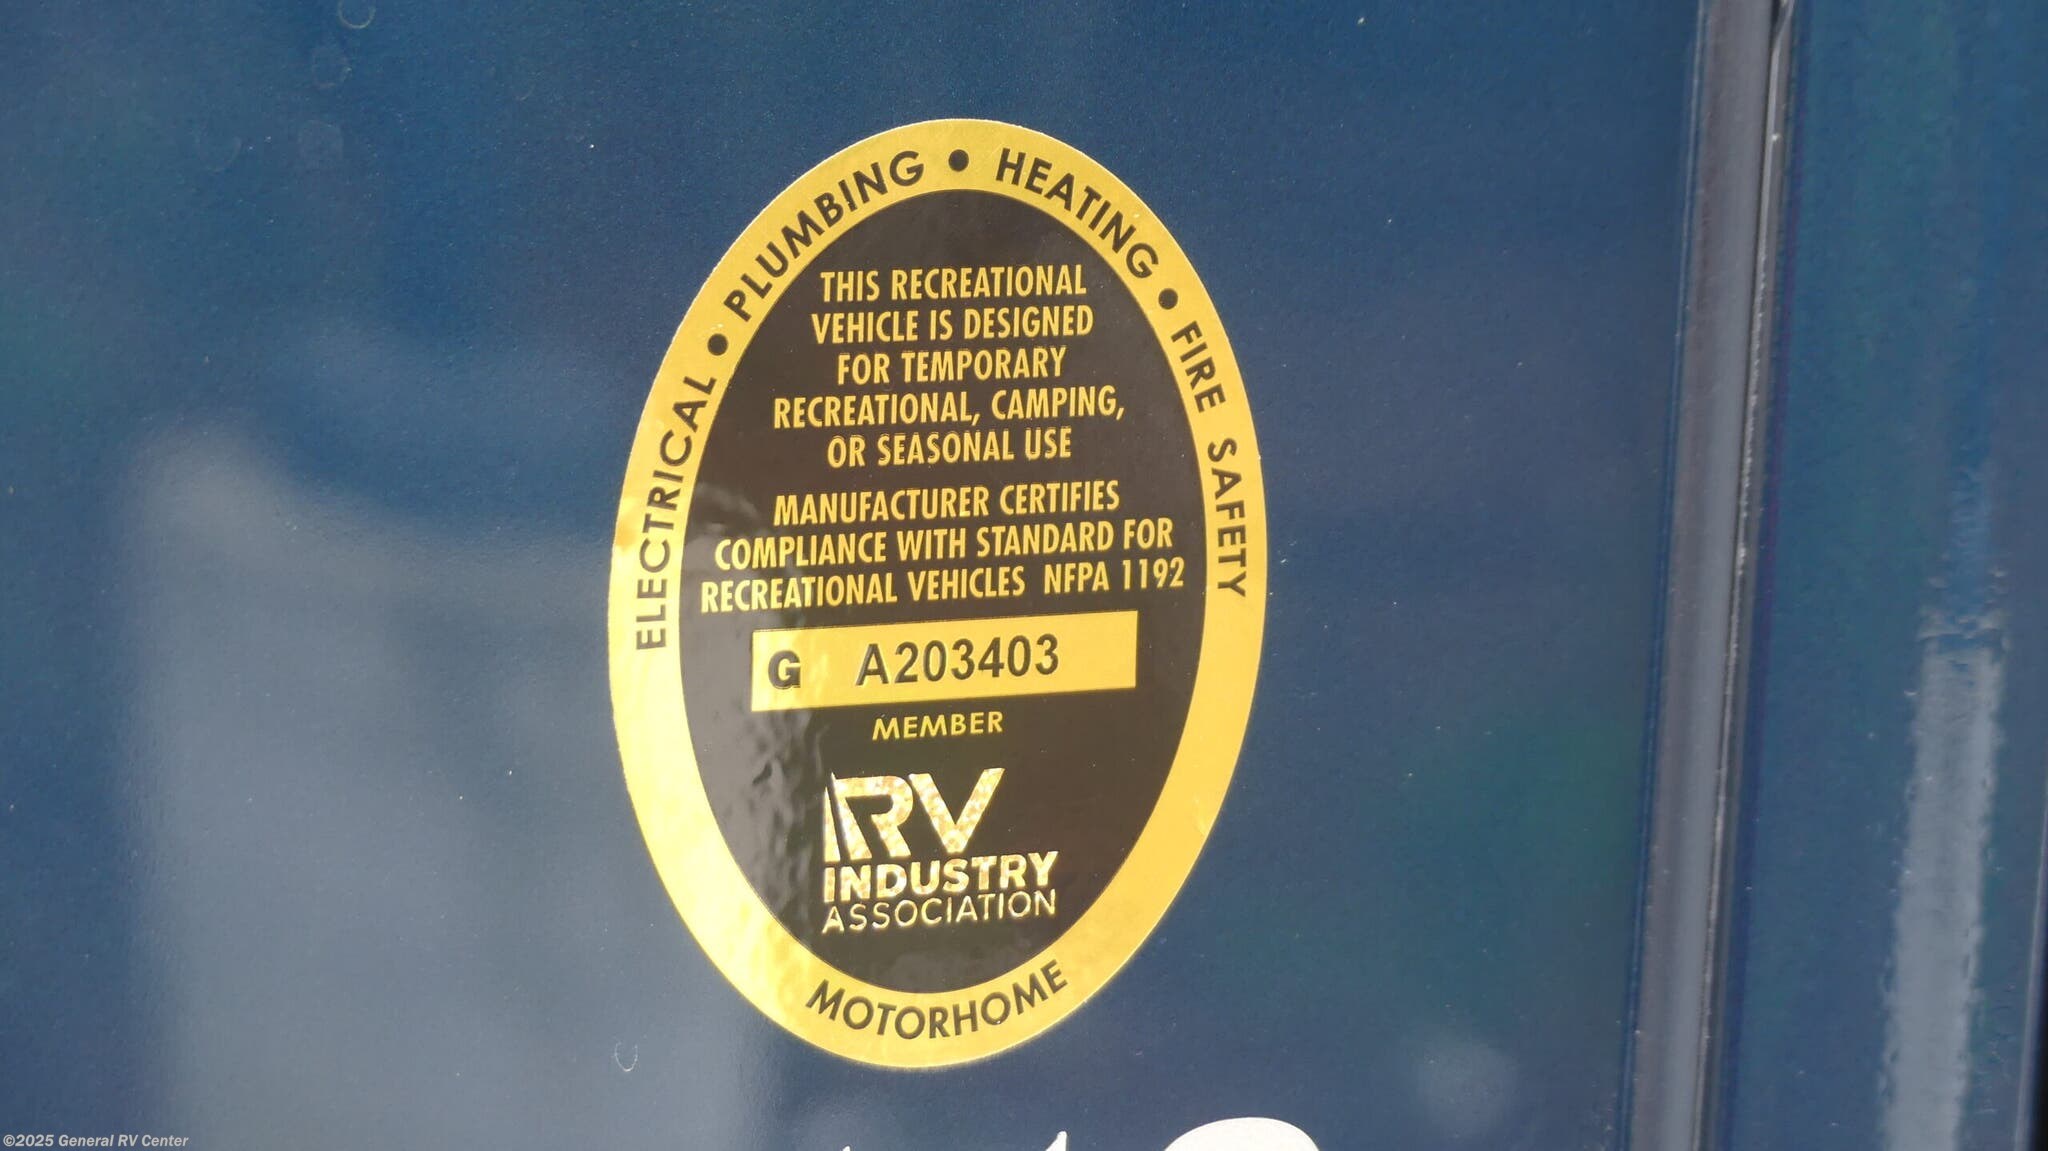 ELECTRICAL • PLUMBING • HEATING • FIRE SAFETY
THIS RECREATIONAL
VEHICLE IS DESIGNED
FOR TEMPORARY
RECREATIONAL, CAMPING,
OR SEASONAL USE
MANUFACTURER CERTIFIES
COMPLIANCE WITH STANDARD FOR
RECREATIONAL VEHICLES NFPA 1192
G A203403
MEMBER
RV
INDUSTRY
ASSOCIATION
MOTORHOME
©2025 General RV Center